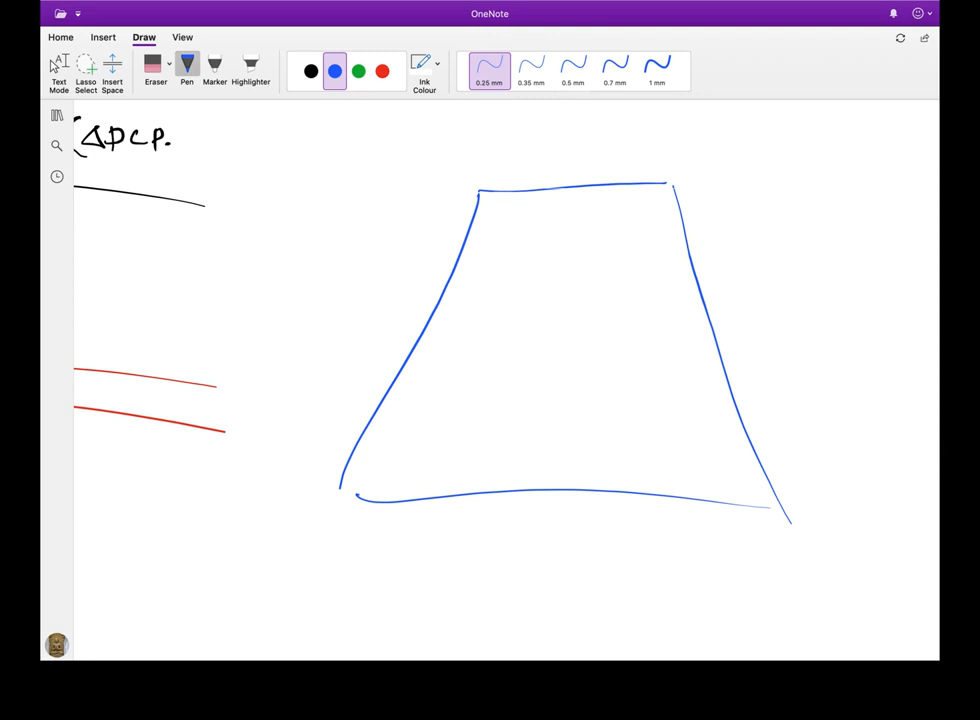 OneNote
Home Insert Draw View
Text Mode
Lasso Select
Insert Space
Eraser
Pen
Marker
Highlighter
Ink Colour
0.25 mm
0.35 mm
0.5 mm
0.7 mm
1 mm
(ΔDCP.